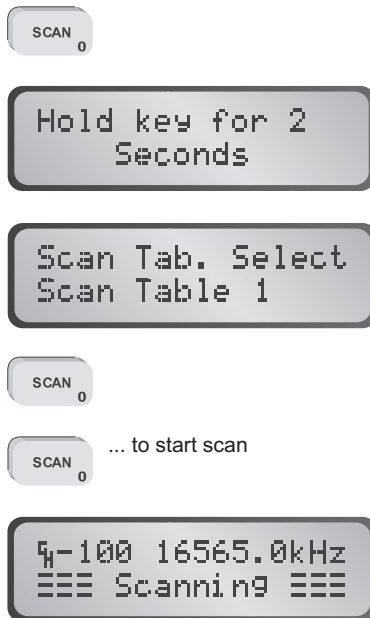 SCAN
0
Hold key for 2
Seconds
Scan Tab. Select
Scan Table 1
SCAN
0
SCAN
0
... to start scan
CH-100 16565.0kHz
Scanning